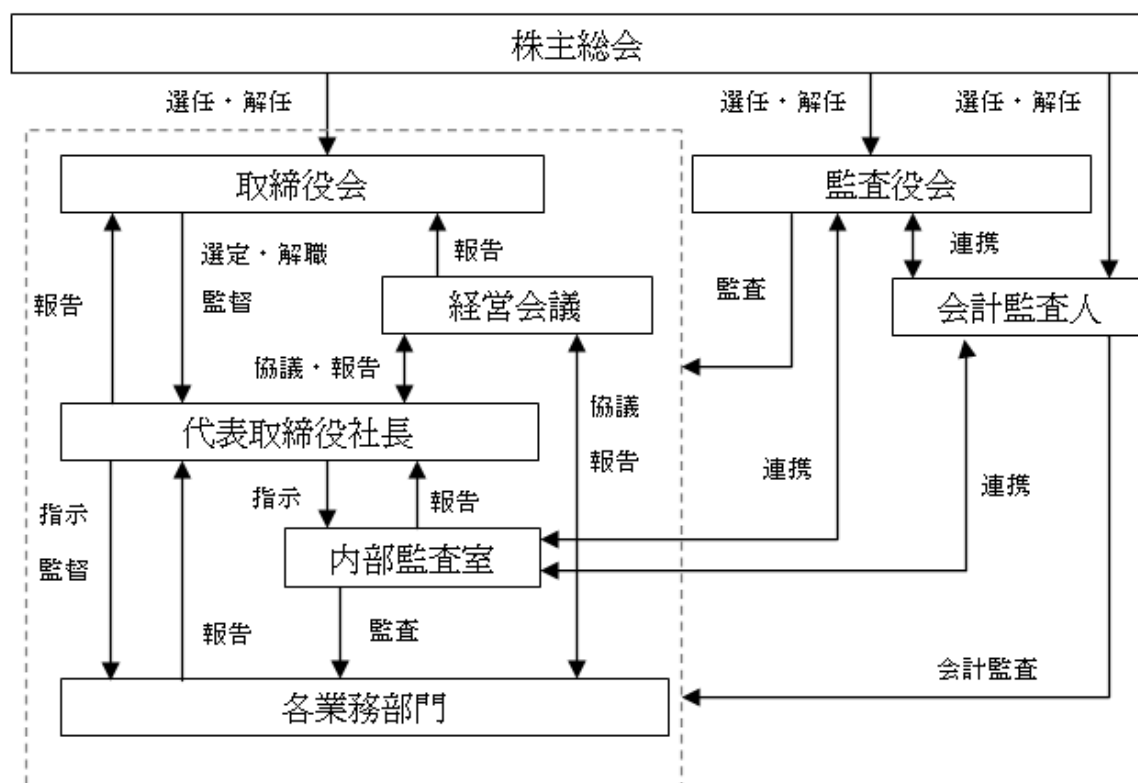 株主総会
選任・解任
選任・解任
選任・解任
取締役会
監査役会
選定・解職
監督
報告
報告
監査
連携
経営会議
会計監査人
協議・報告
協議
報告
代表取締役社長
指示
監督
指示
報告
連携
連携
内部監査室
報告
監査
会計監査
各業務部門